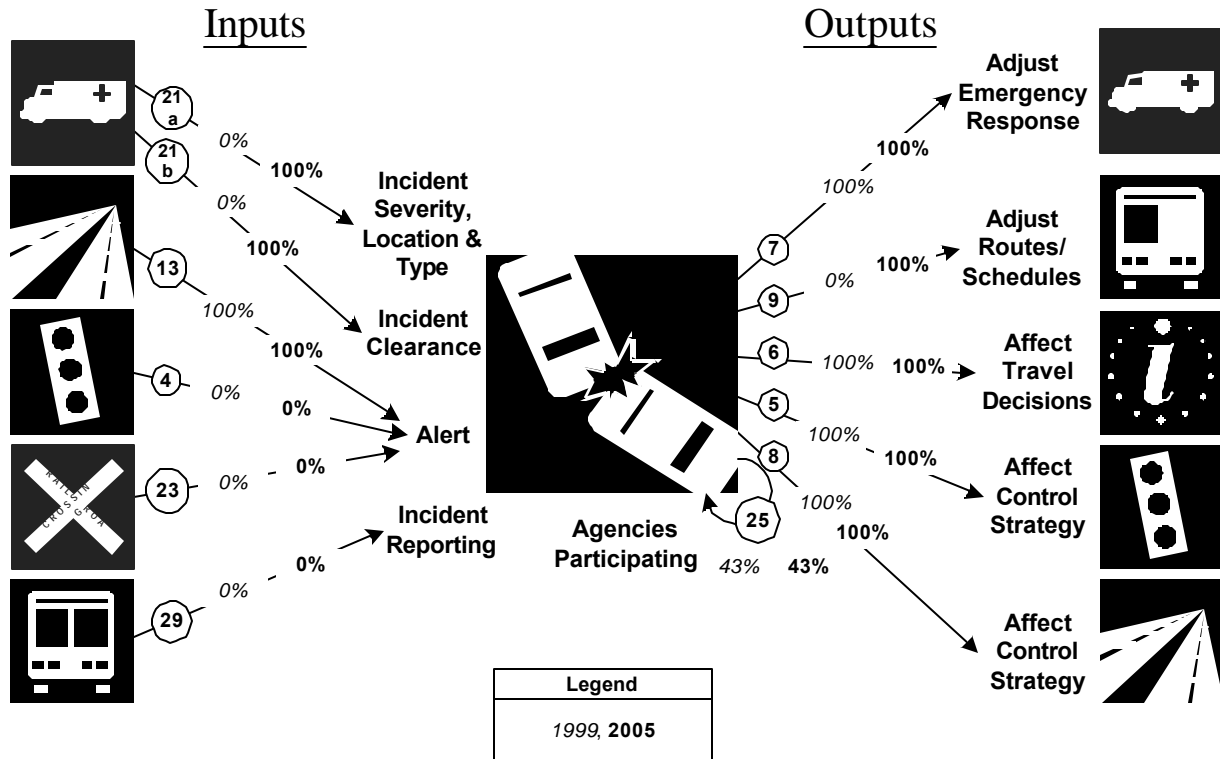 Inputs
Outputs
21
a
0%
100%
21
b
0%
100%
Incident
Severity,
Location &
Type
13
100%
100%
Incident
Clearance
4
0%
0%
Alert
RAILROAD
CROSSING
23
0%
0%
29
0%
0%
Incident
Reporting
Agencies
Participating
25
43%
43%
7
100%
100%
Adjust
Emergency
Response
9
0%
100%
Adjust
Routes/
Schedules
6
100%
100%
Affect
Travel
Decisions
i
5
100%
100%
Affect
Control
Strategy
8
100%
100%
Affect
Control
Strategy
Legend
1999, 2005